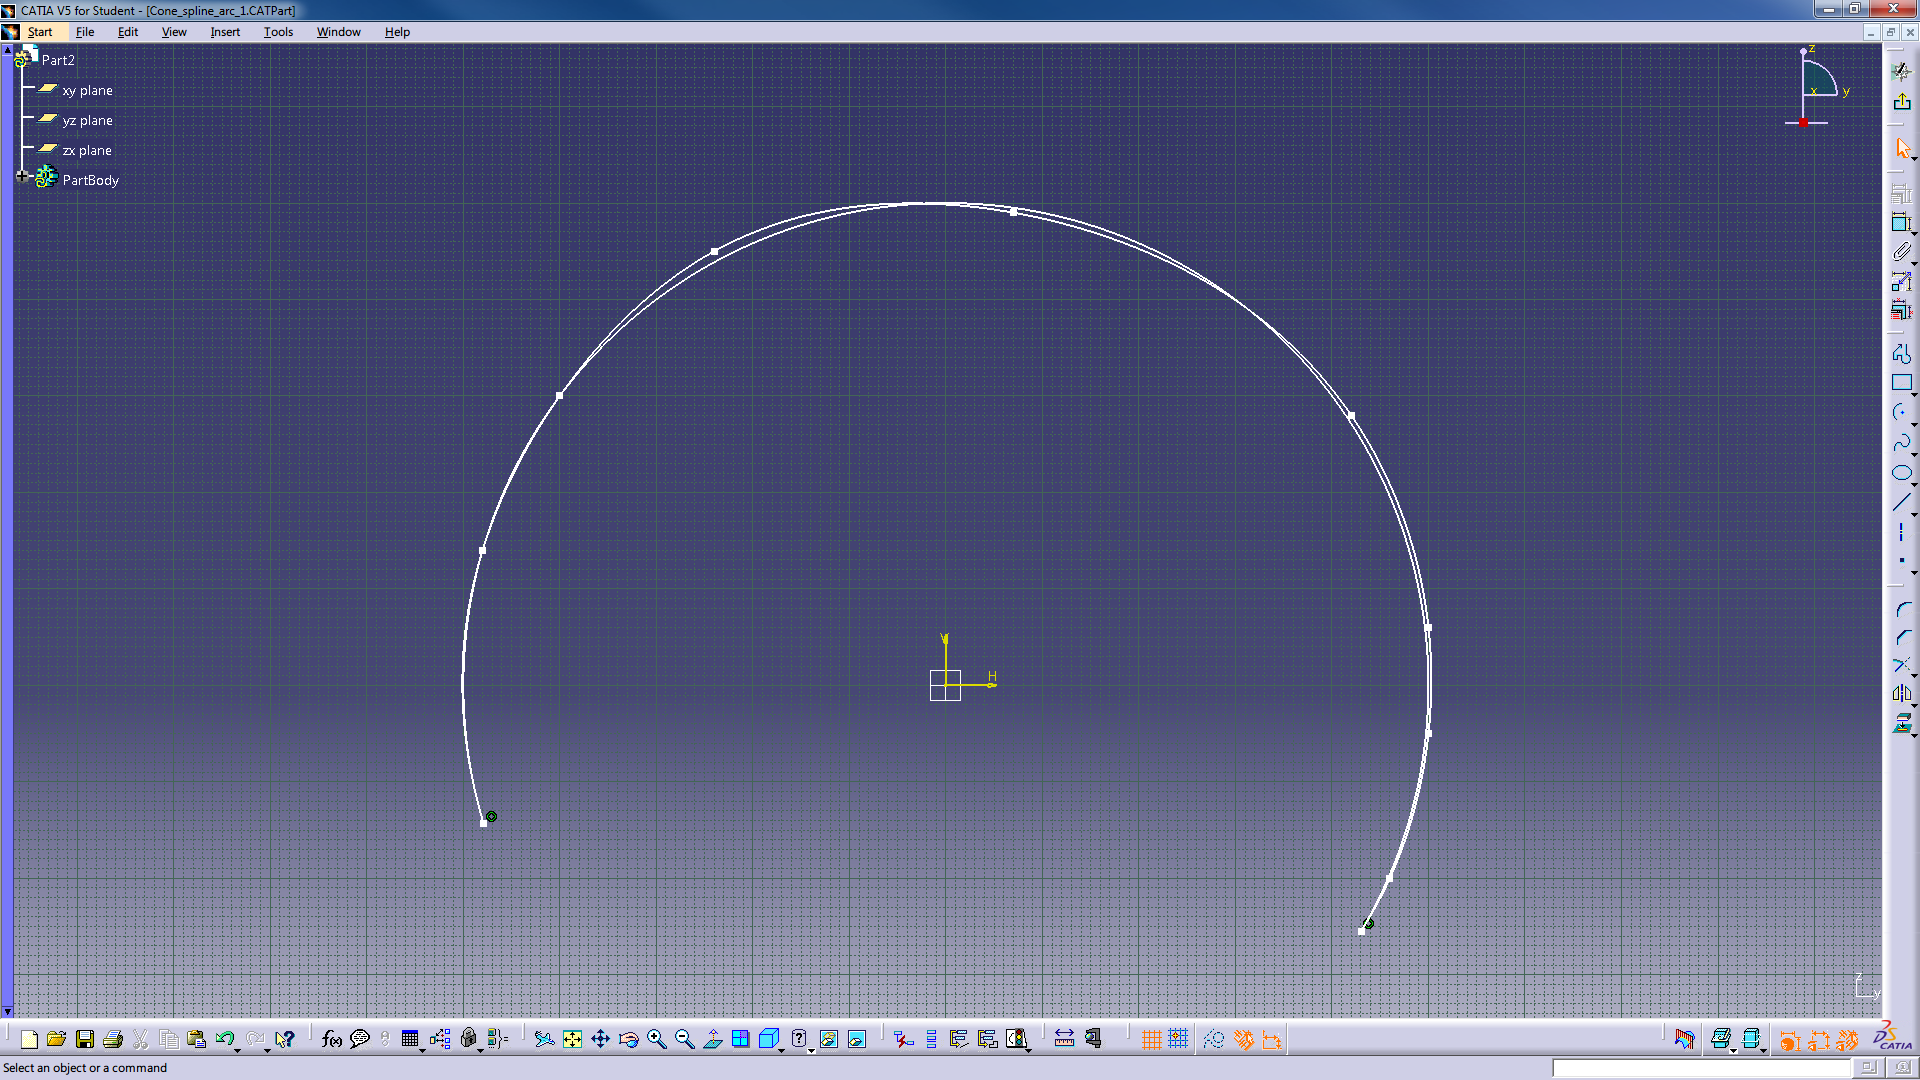 CATIA V5 for Student - [Cone_spline_arc_1.CATPart]
Start File Edit View Insert Tools Window Help
Part2
xy plane
yz plane
zx plane
PartBody
z
x y
V
H
z
y
f(x)
CATIA
Select an object or a command